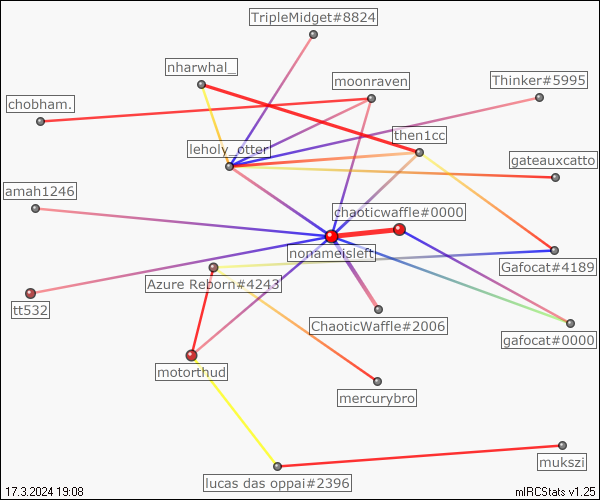 TripleMidget#8824
nharwhal_
moonraven
Thinker#5995
chobham.
then1cc
leholy_otter
gateauxcatto
amah1246
chaoticwaffle#0000
nonameisleft
Gafocat#4189
Azure Reborn#4243
tt532
ChaoticWaffle#2006
gafocat#0000
motorthud
mercurybro
mukszi
lucas das oppai#2396
17.3.2024 19:08
mIRCStats v1.25